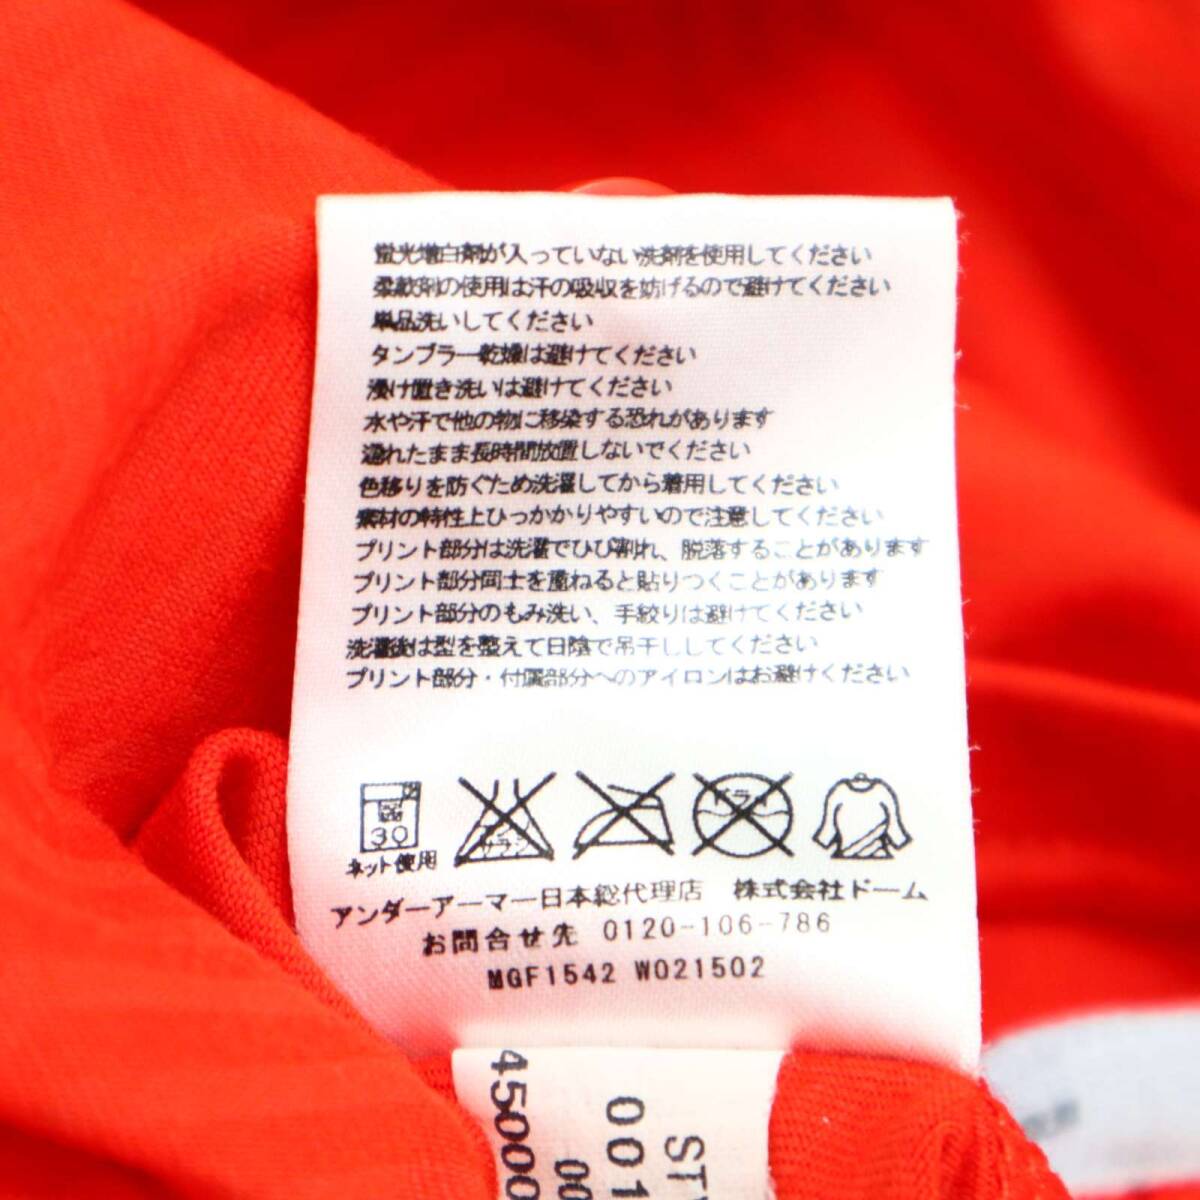 蛍光増白剤が入っていない洗剤を使用してください
柔軟剤の使用は汗の吸収を妨げるので避けてください
単品洗いしてください
タンブラー乾燥は避けてください
浸け置き洗いは避けてください
水や汗で他の物に移染する恐れがあります
濡れたまま長時間放置しないでください
色移りを防ぐため洗濯してから着用してください
素材の特性上ひっかかりやすいので注意してください
プリント部分は洗濯でひび割れ、脱落することがあります
プリント部分同士を重ねると貼りつくことがあります
プリント部分のもみ洗い、手絞りは避けてください
洗濯後は型を整えて日陰で吊干ししてください
プリント部分・付属部分へのアイロンはお避けください
30
サラシ
ドライ
ネット使用
アンダーアーマー日本総代理店 株式会社ドーム
お問合せ先 0120-106-786
MGF1542 W021502
ST
001
00
45000